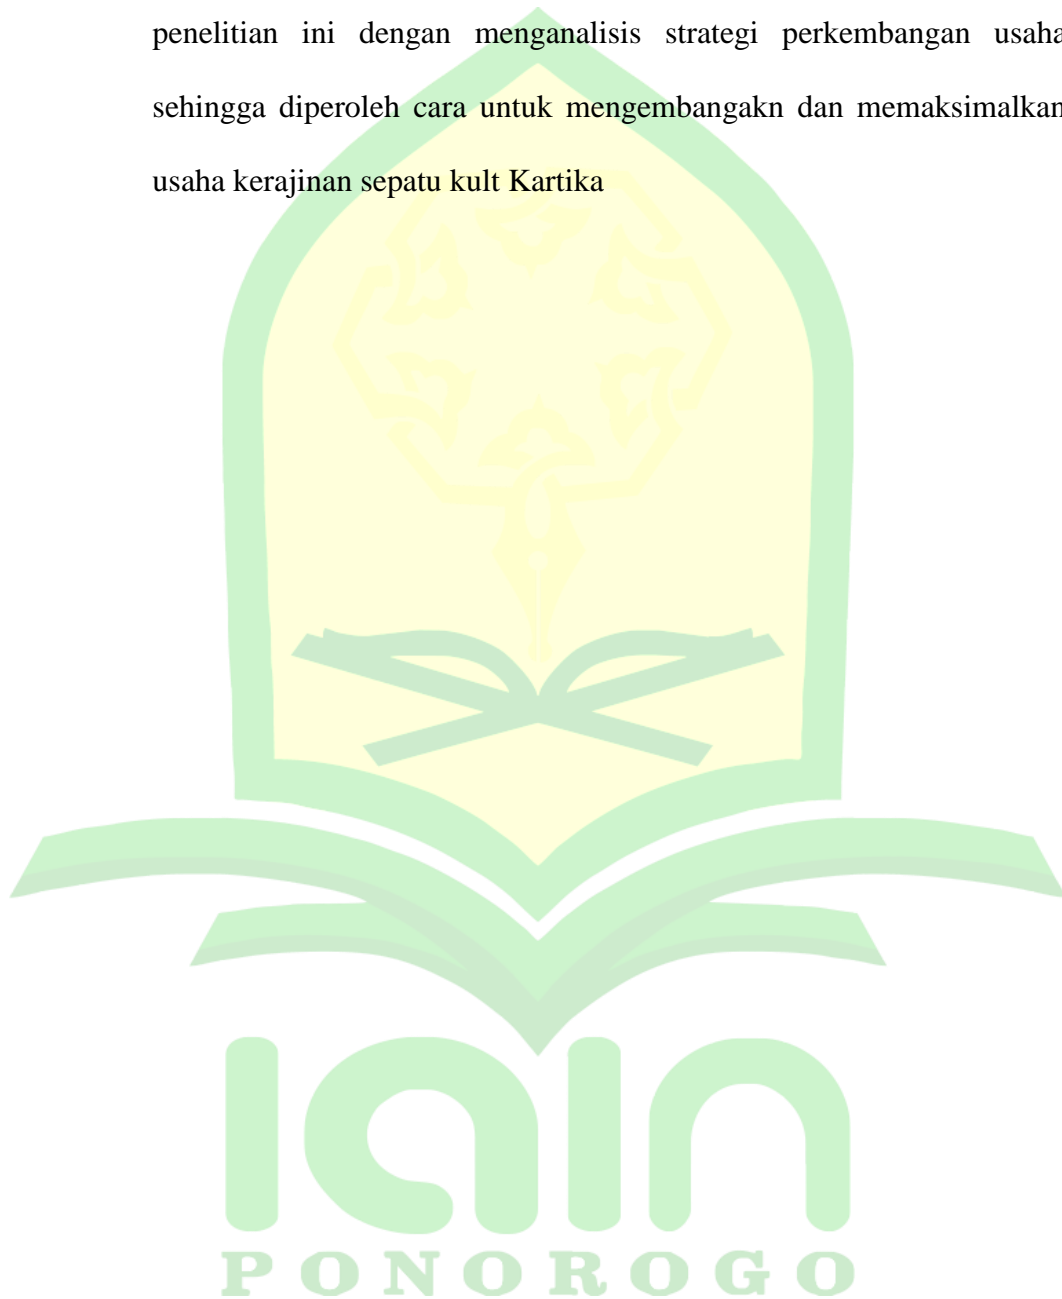 penelitian ini dengan menganalisis strategi perkembangan usaha
sehingga diperoleh cara untuk mengembangakn dan memaksimalkan
usaha kerajinan sepatu kult Kartika
iain
PONOROGO